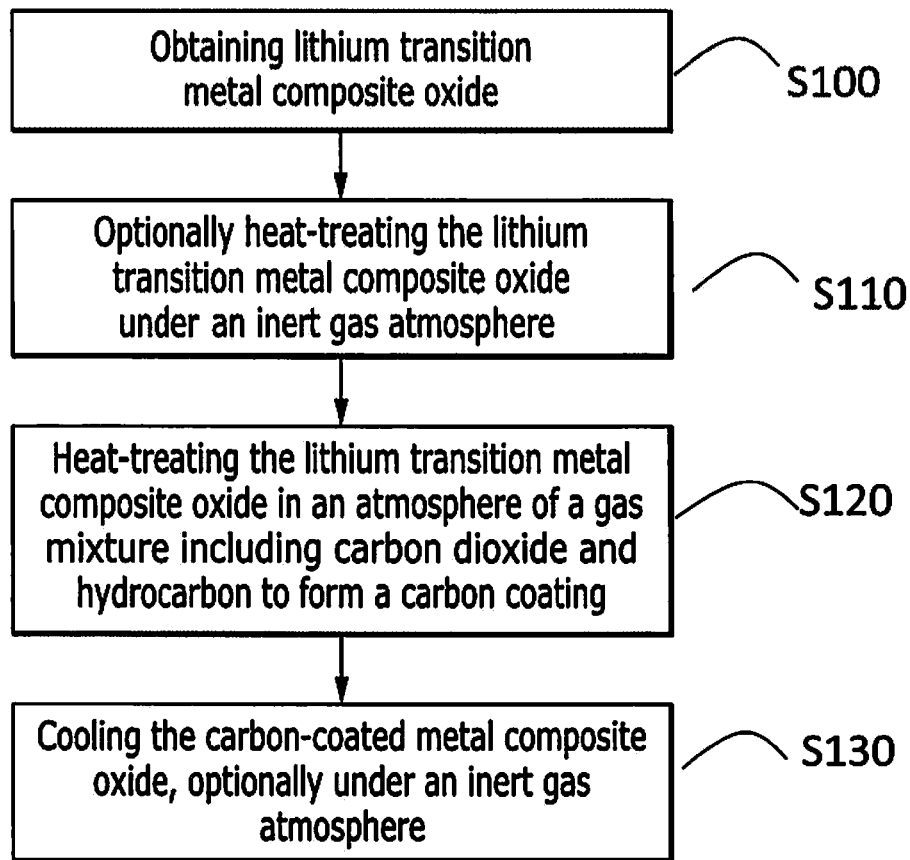 Obtaining lithium transition
metal composite oxide
S100
Optionally heat-treating the lithium
transition metal composite oxide
under an inert gas atmosphere
S110
Heat-treating the lithium transition metal
composite oxide in an atmosphere of a gas
mixture including carbon dioxide and
hydrocarbon to form a carbon coating
S120
Cooling the carbon-coated metal composite
oxide, optionally under an inert gas
atmosphere
S130